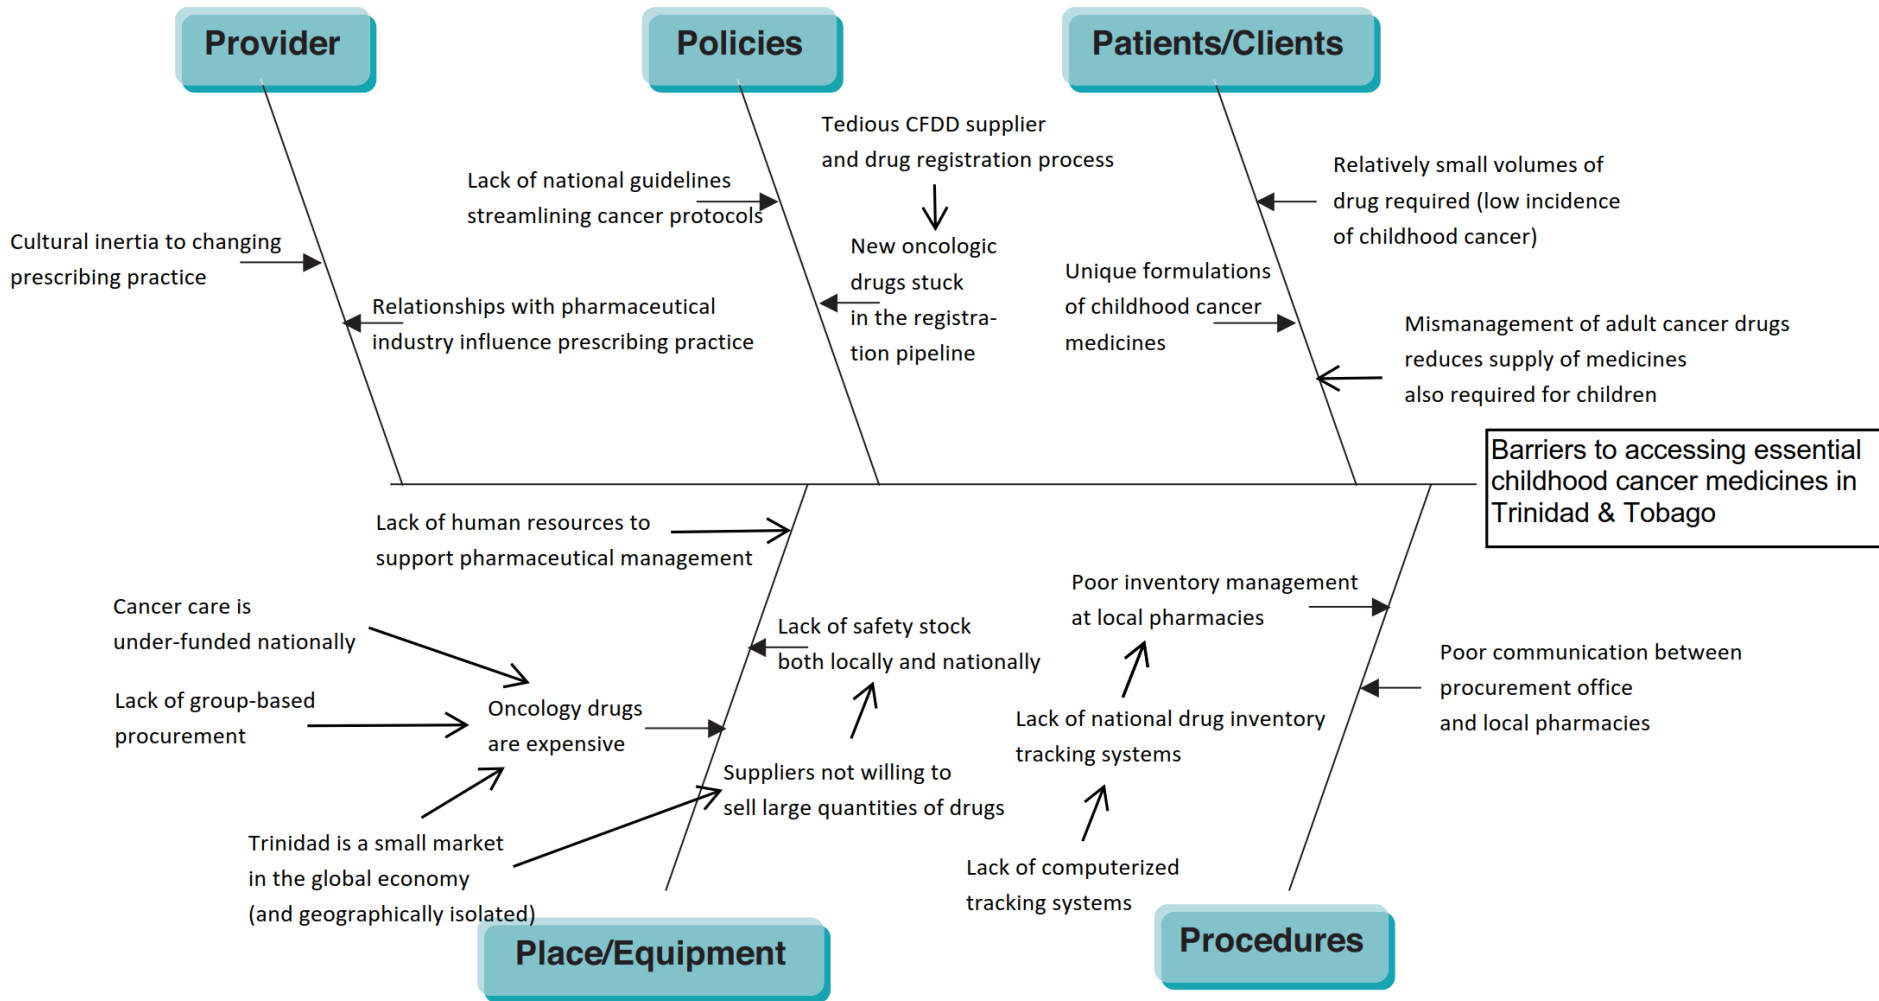 Provider
Policies
Patients/Clients
Tedious CFDD supplier
and drug registration process
Lack of national guidelines
streamlining cancer protocols
Relatively small volumes of
drug required (low incidence
of childhood cancer)
Cultural inertia to changing
prescribing practice
New oncologic
drugs stuck
in the registra-
tion pipeline
Unique formulations
of childhood cancer
medicines
Relationships with pharmaceutical
industry influence prescribing practice
Mismanagement of adult cancer drugs
reduces supply of medicines
also required for children
Barriers to accessing essential
childhood cancer medicines in
Trinidad & Tobago
Lack of human resources to
support pharmaceutical management
Cancer care is
under-funded nationally
Lack of safety stock
both locally and nationally
Poor inventory management
at local pharmacies
Poor communication between
procurement office
and local pharmacies
Lack of group-based
procurement
Oncology drugs
are expensive
Lack of national drug inventory
tracking systems
Suppliers not willing to
sell large quantities of drugs
Trinidad is a small market
in the global economy
(and geographically isolated)
Lack of computerized
tracking systems
Place/Equipment
Procedures